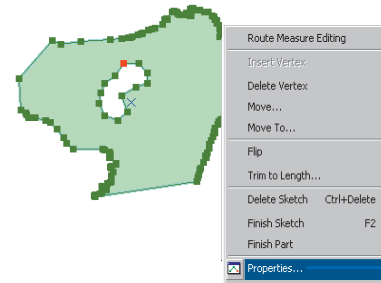 Route Measure Editing
Insert Vertex
Delete Vertex
Move...
Move To...
Flip
Trim to Length...
Delete Sketch Ctrl+Delete
Finish Sketch F2
Finish Part
Properties...